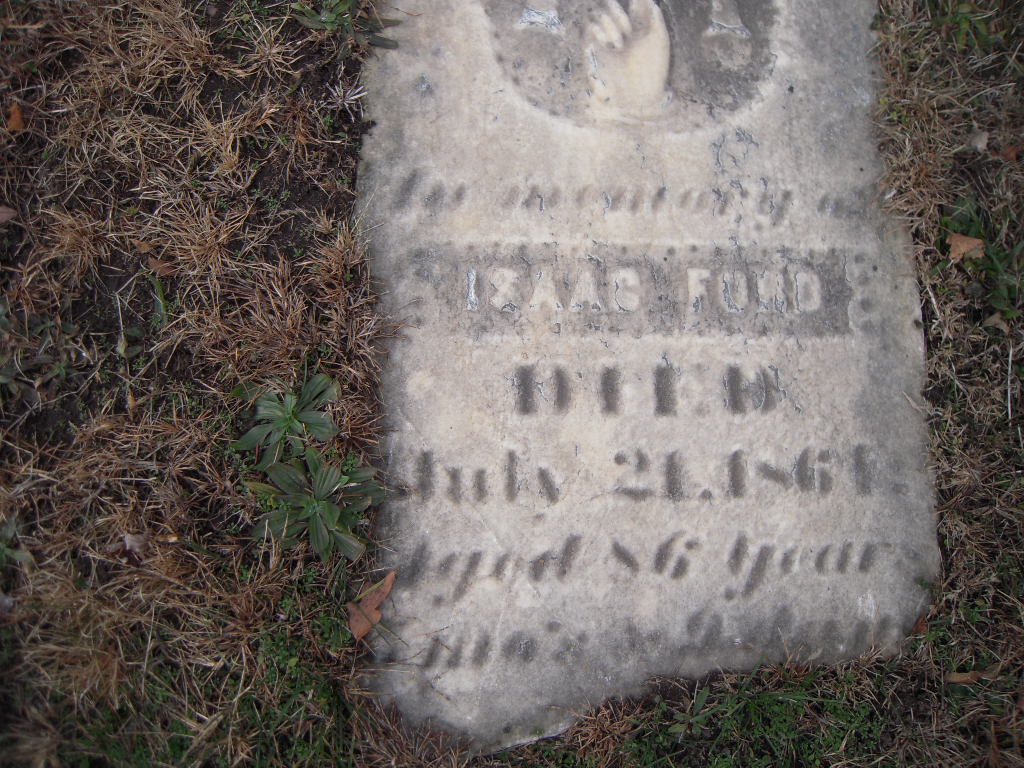 In memory of
ISAAC FORD
DIED
July 21, 1861.
Aged 86 years